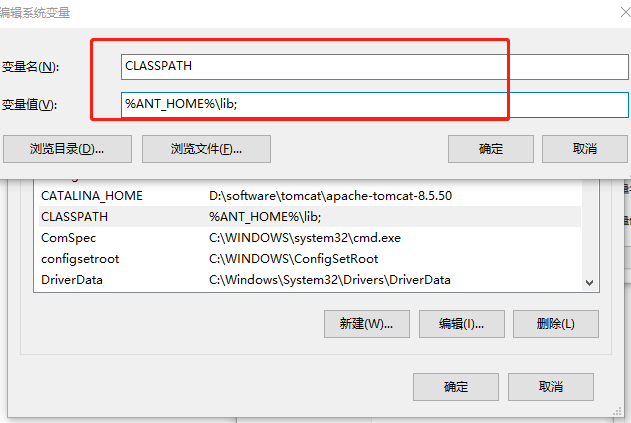 编辑系统变量
变量名(N):
CLASSPATH
变量值(V):
%ANT_HOME%\lib;
浏览目录(D)... 浏览文件(F)... 确定 取消
CATALINA_HOME D:\software\tomcat\apache-tomcat-8.5.50
CLASSPATH %ANT_HOME%\lib;
ComSpec C:\WINDOWS\system32\cmd.exe
configsetroot C:\WINDOWS\ConfigSetRoot
DriverData C:\Windows\System32\Drivers\DriverData
新建(W)... 编辑(I)... 删除(L)
确定 取消